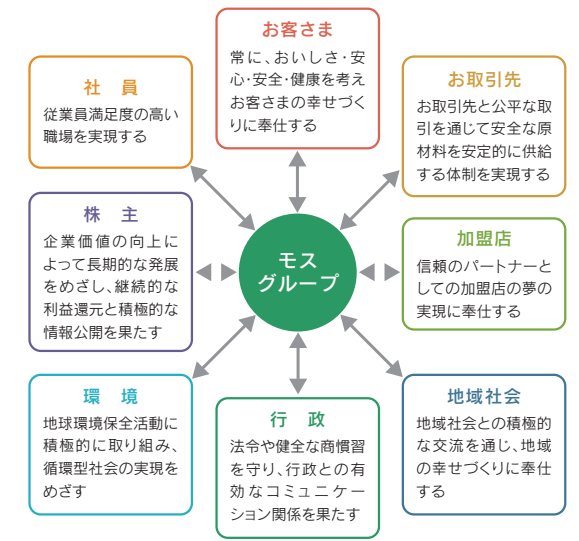 お客さま
常に、おいしさ・安
心・安全・健康を考え
お客さまの幸せづく
りに奉仕する
社 員
従業員満足度の高い
職場を実現する
お取引先
お取引先と公平な取
引を通じて安全な原
材料を安定的に供給
する体制を実現する
株 主
企業価値の向上に
よって長期的な発展
をめざし、継続的な
利益還元と積極的な
情報公開を果たす
モス
グループ
加盟店
信頼のパートナーと
しての加盟店の夢の
実現に奉仕する
環 境
地球環境保全活動に
積極的に取り組み、
循環型社会の実現を
めざす
行 政
法令や健全な商慣習
を守り、行政との有
効なコミュニケー
ション関係を果たす
地域社会
地域社会との積極的
な交流を通じ、地域
の幸せづくりに奉仕
する